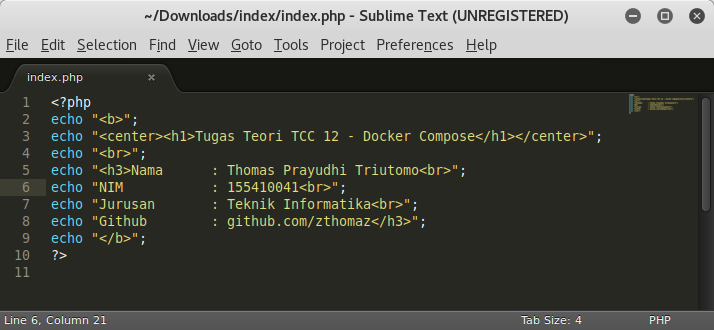 ~/Downloads/index/index.php - Sublime Text (UNREGISTERED)
File Edit Selection Find View Goto Tools Project Preferences Help
index.php ×
1 <?php
2 echo "<b>";
3 echo "<center><h1>Tugas Teori TCC 12 - Docker Compose</h1></center>";
4 echo "<br>";
5 echo "<h3>Nama      : Thomas Prayudhi Triutomo<br>";
6 echo "NIM           : 155410041<br>";
7 echo "Jurusan       : Teknik Informatika<br>";
8 echo "Github        : github.com/zthomaz</h3>";
9 echo "</b>";
10 ?>
11
Line 6, Column 21 Tab Size: 4 PHP